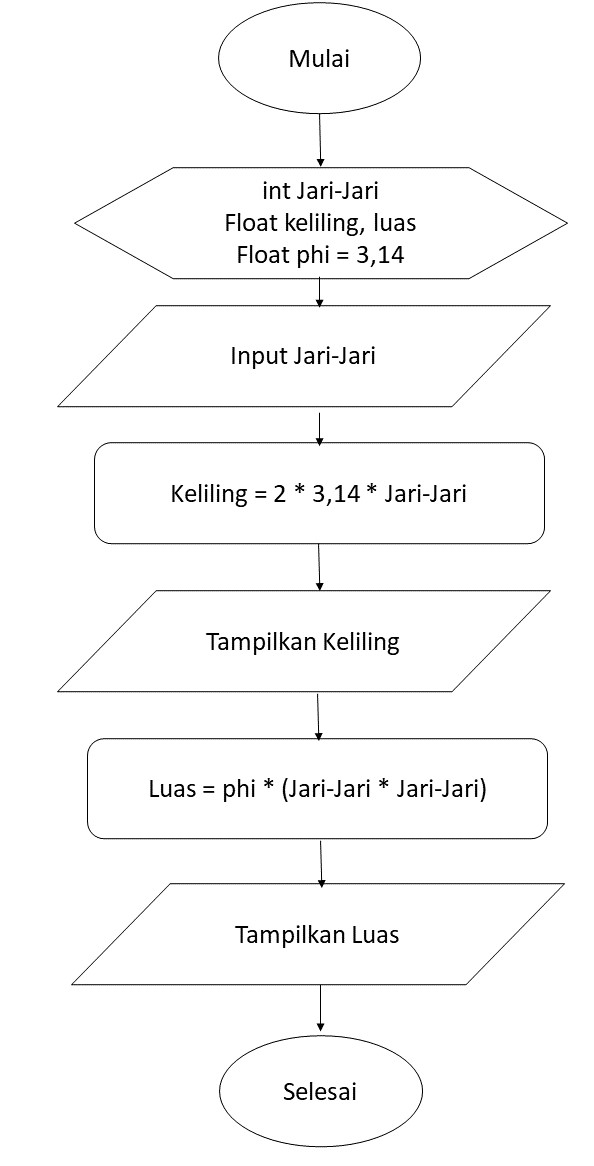 Mulai
int Jari-Jari
Float keliling, luas
Float phi = 3,14
Input Jari-Jari
Keliling = 2 * 3,14 * Jari-Jari
Tampilkan Keliling
Luas = phi * (Jari-Jari * Jari-Jari)
Tampilkan Luas
Selesai